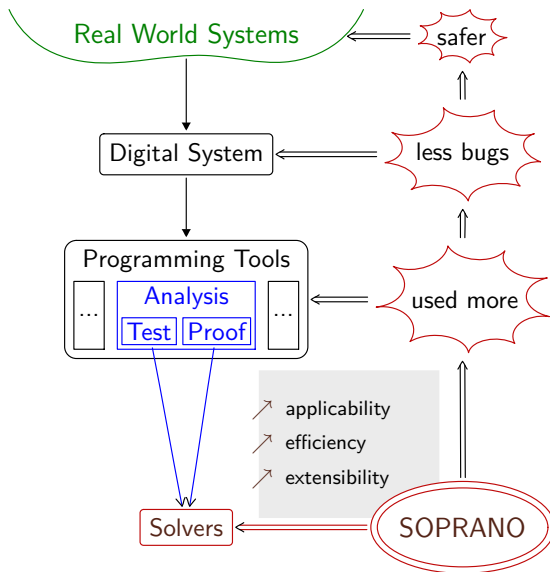 Real World Systems
safer
Digital System
less bugs
Programming Tools
... Analysis ...
Test Proof
used more
↗ applicability
↗ efficiency
↗ extensibility
Solvers
SOPRANO